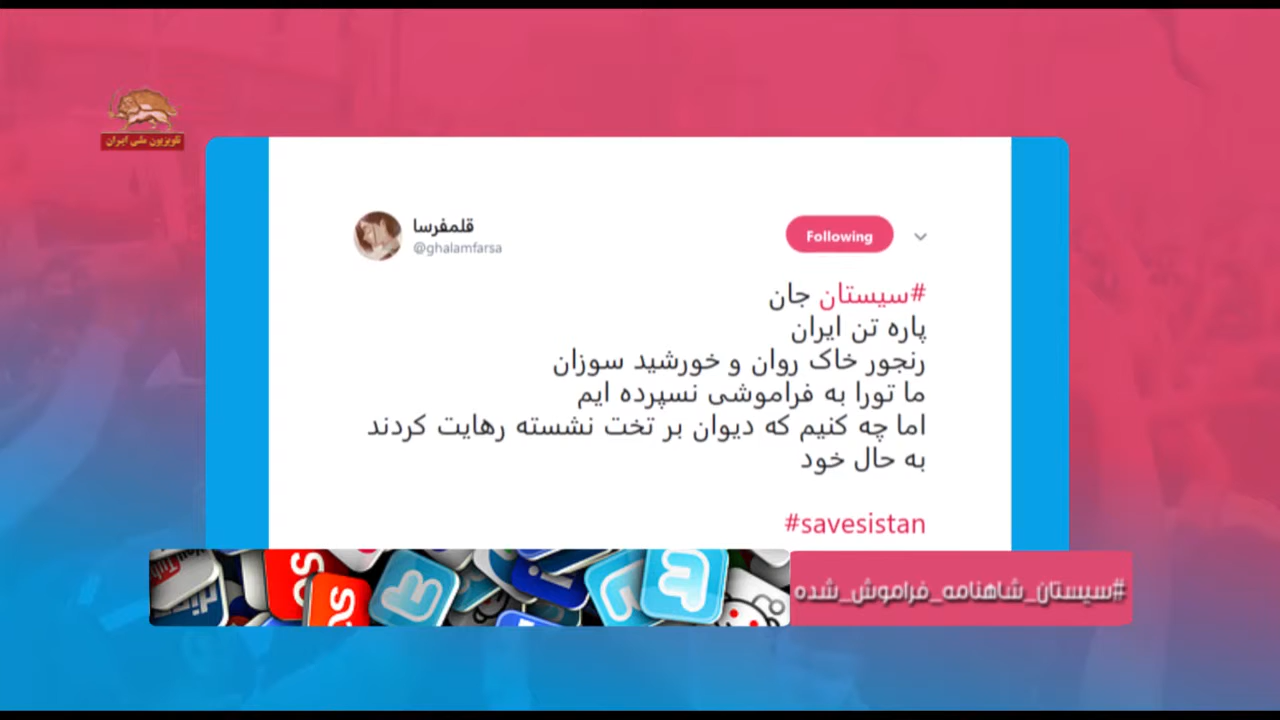 تلویزیون ملی ایران
قلمفرسا
@ghalamfarsa
Following
#سیستان جان
پاره تن ایران
رنجور خاک روان و خورشید سوزان
ما تورا به فراموشی نسپرده ایم
اما چه کنیم که دیوان بر تخت نشسته رهایت کردند
به حال خود
#savesistan
#سیستان_شاهنامه_فراموش_شده